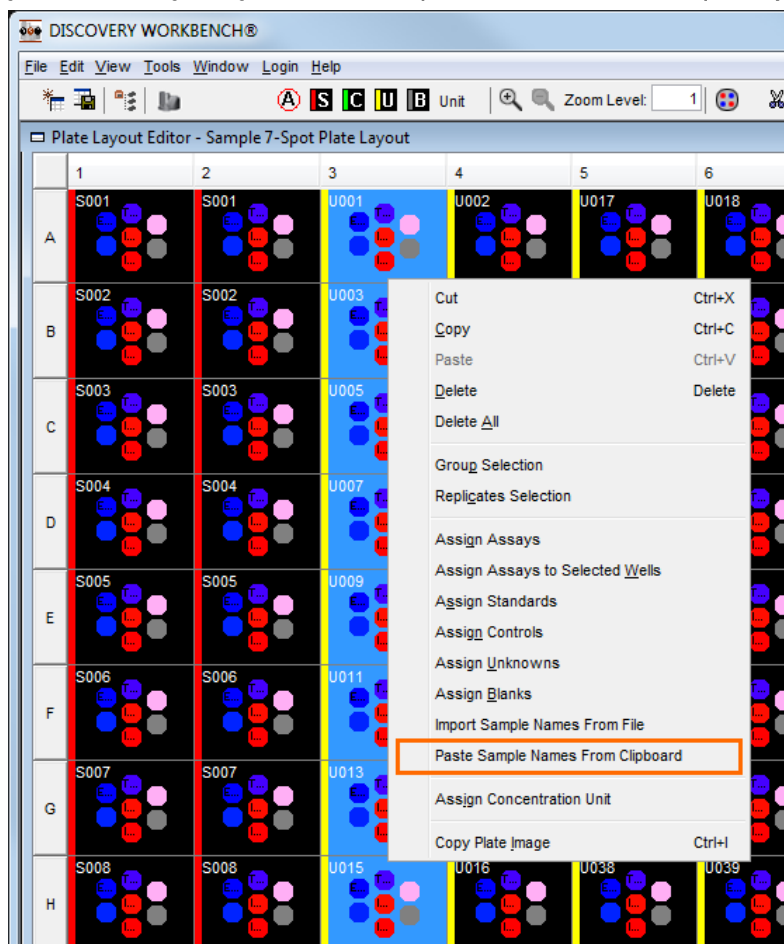 DISCOVERY WORKBENCH®
File Edit View Tools Window Login Help
A S C U B Unit Zoom Level: 1
Plate Layout Editor - Sample 7-Spot Plate Layout
1 2 3 4 5 6
A S001 S001 U001 U002 U017 U018
B S002 S002 U003
C S003 S003 U005
D S004 S004 U007
E S005 S005 U009
F S006 S006 U011
G S007 S007 U013
H S008 S008 U015 U016 U038 U039
Cut Ctrl+X
Copy Ctrl+C
Paste Ctrl+V
Delete Delete
Delete All
Group Selection
Replicates Selection
Assign Assays
Assign Assays to Selected Wells
Assign Standards
Assign Controls
Assign Unknowns
Assign Blanks
Import Sample Names From File
Paste Sample Names From Clipboard
Assign Concentration Unit
Copy Plate Image Ctrl+I